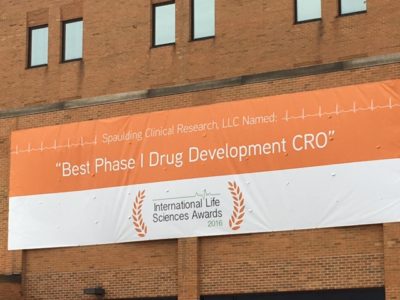 Spaulding Clinical Research, LLC Named:
"Best Phase I Drug Development CRO"
International Life
Sciences Awards
2016